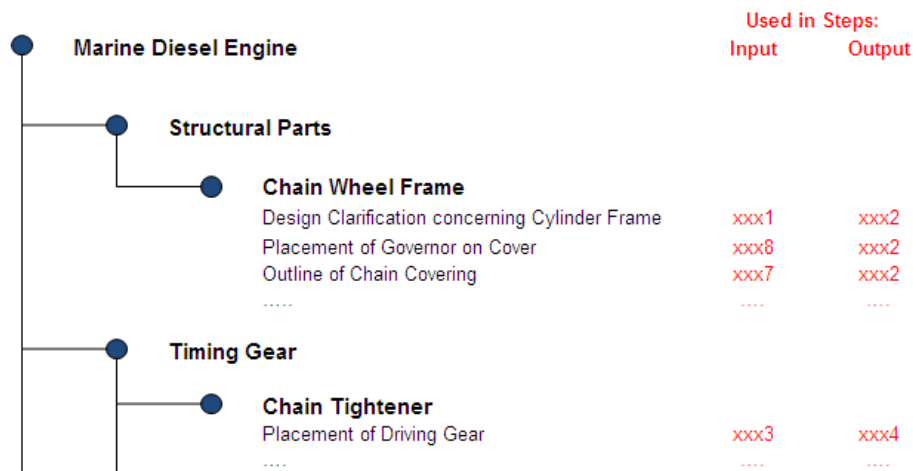 Used in Steps:
Marine Diesel Engine Input Output
Structural Parts
Chain Wheel Frame
Design Clarification concerning Cylinder Frame xxx1 xxx2
Placement of Governor on Cover xxx8 xxx2
Outline of Chain Covering xxx7 xxx2
..... .... ....
Timing Gear
Chain Tightener
Placement of Driving Gear xxx3 xxx4
.... .... ....